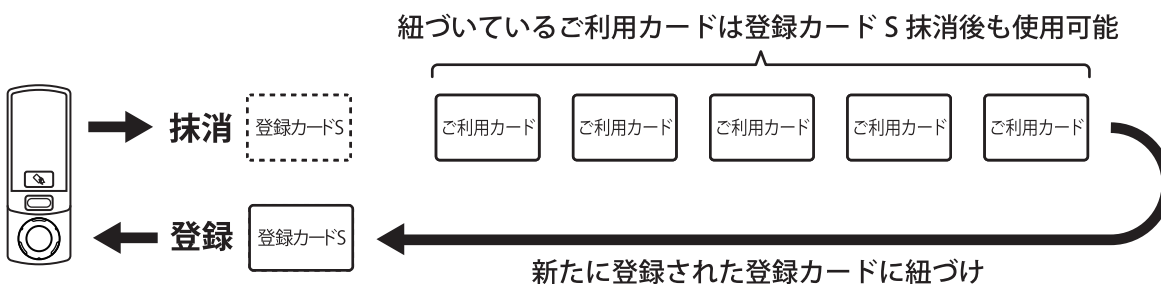 紐づいているご利用カードは登録カード S 抹消後も使用可能
抹消 登録カードS ご利用カード ご利用カード ご利用カード ご利用カード ご利用カード
登録 登録カードS
新たに登録された登録カードに紐づけ